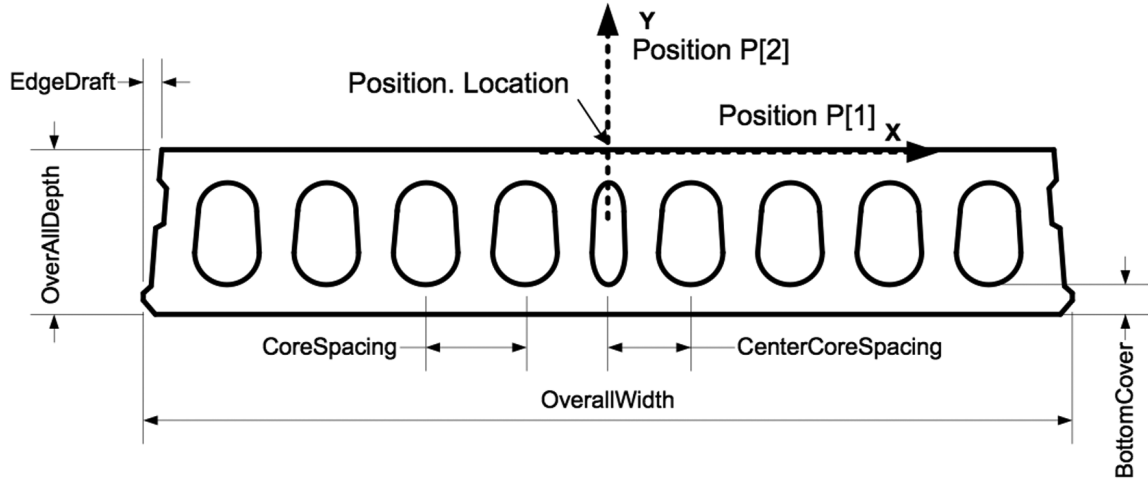 Y
Position P[2]
EdgeDraft
Position. Location
Position P[1]
X
OverAllDepth
CoreSpacing
CenterCoreSpacing
OverallWidth
BottomCover